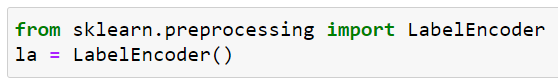 from sklearn.preprocessing import LabelEncoder
la = LabelEncoder()